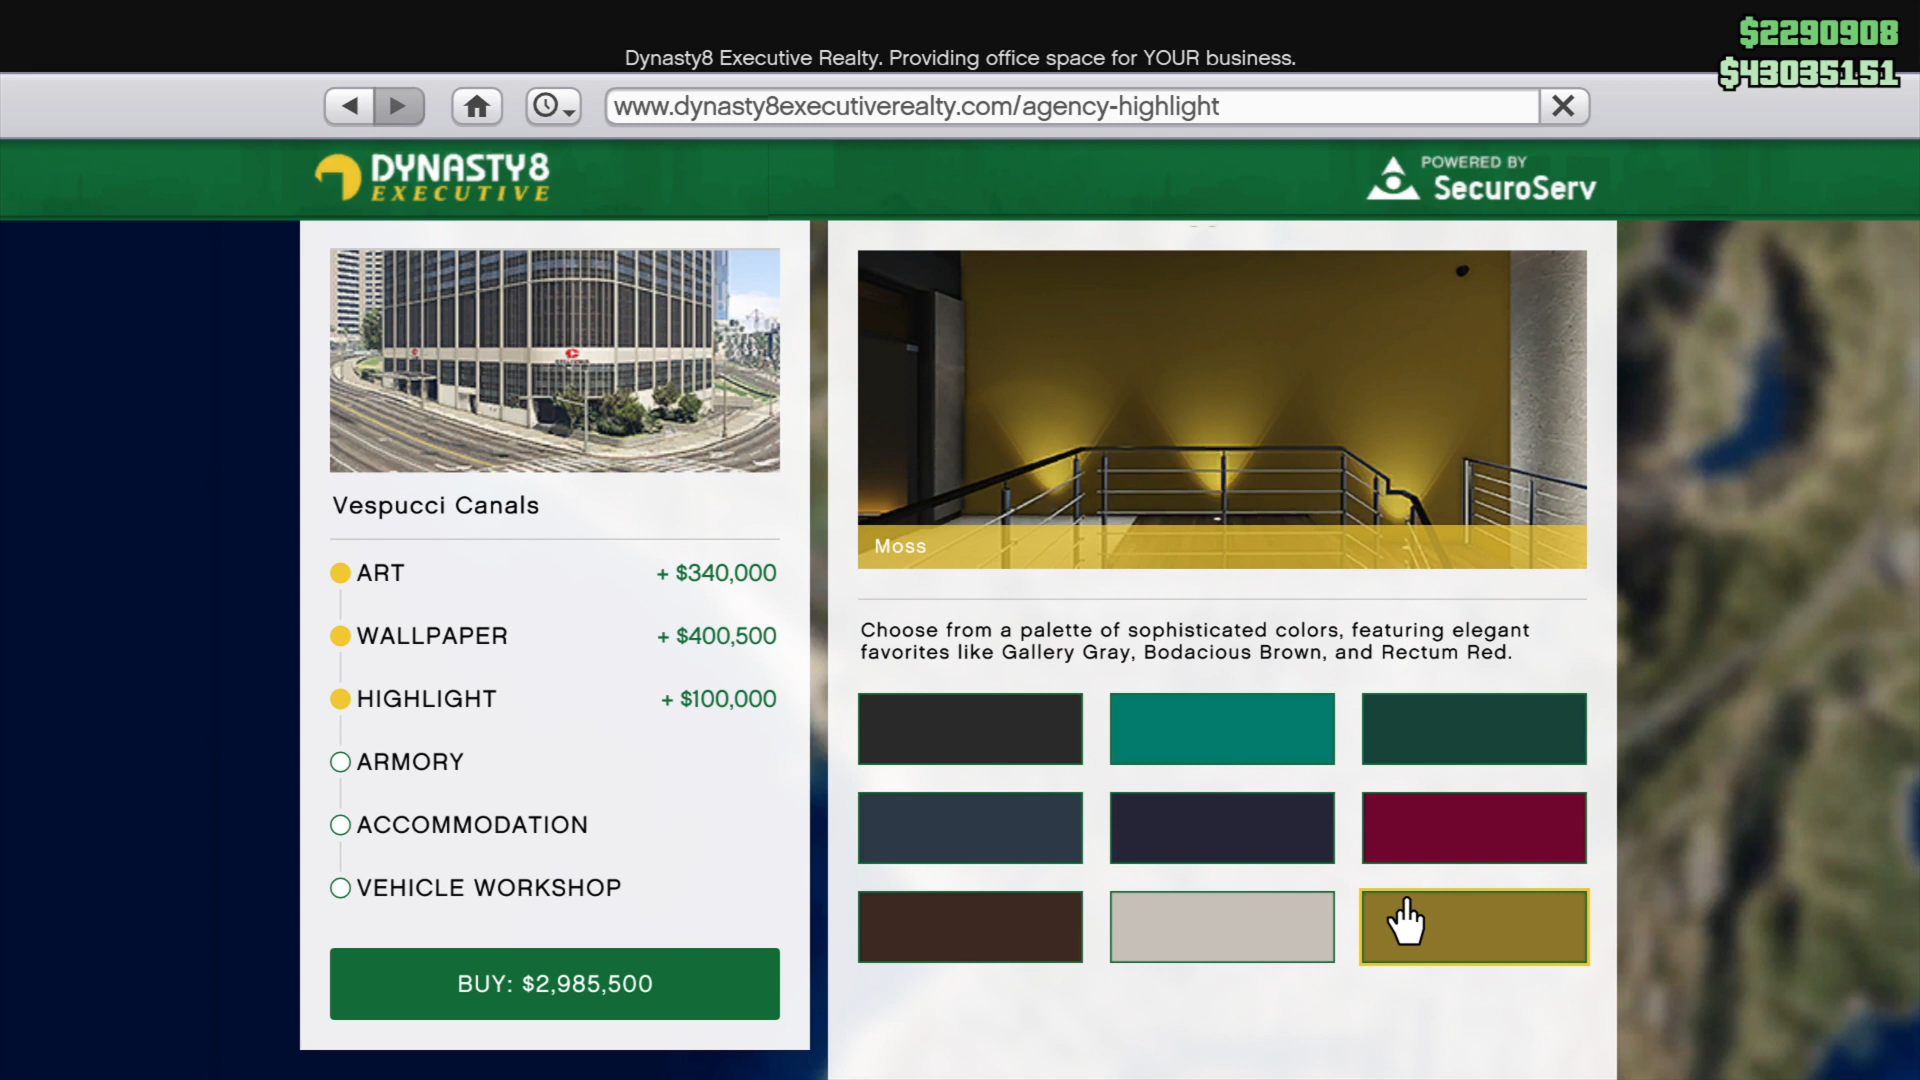 $2290908
Dynasty8 Executive Realty. Providing office space for YOUR business.
$43035151
www.dynasty8executiverealty.com/agency-highlight
DYNASTY8
EXECUTIVE
POWERED BY
SecuroServ
Vespucci Canals
ART + $340,000
WALLPAPER + $400,500
HIGHLIGHT + $100,000
ARMORY
ACCOMMODATION
VEHICLE WORKSHOP
BUY: $2,985,500
Moss
Choose from a palette of sophisticated colors, featuring elegant
favorites like Gallery Gray, Bodacious Brown, and Rectum Red.